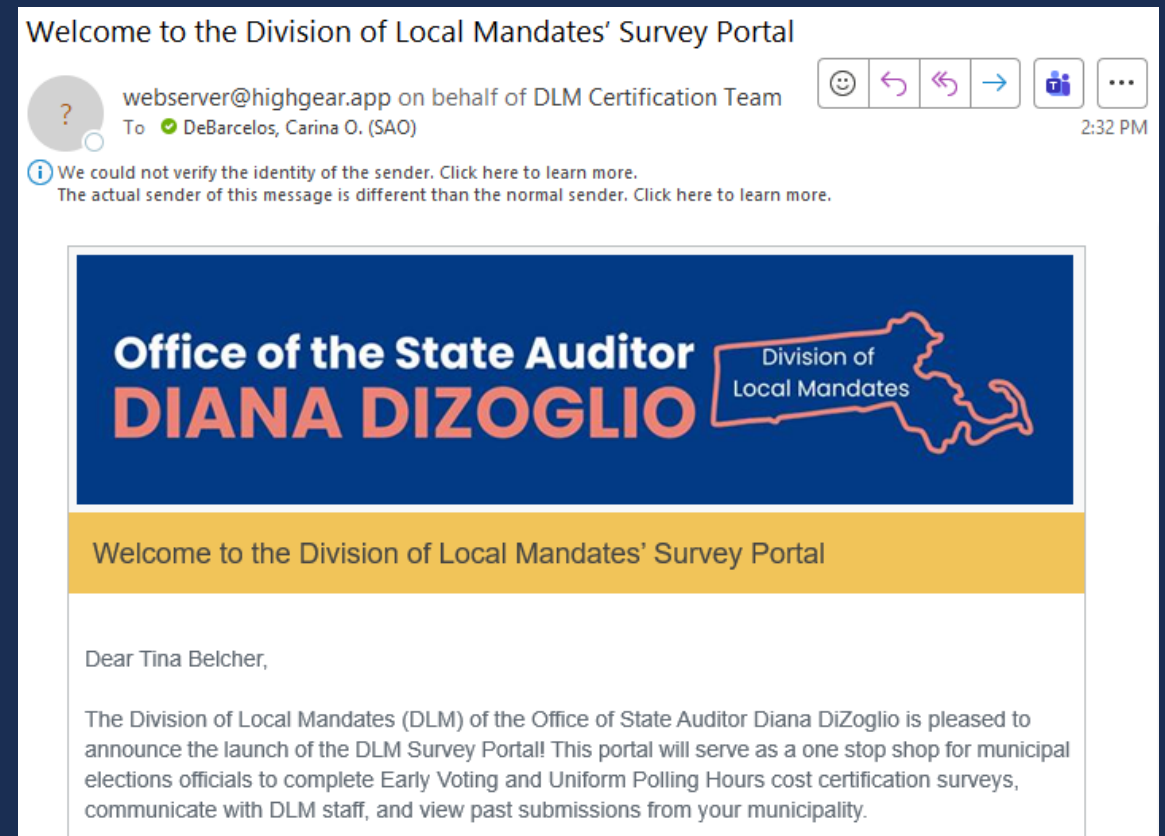 Welcome to the Division of Local Mandates’ Survey Portal
?
webserver@highgear.app on behalf of DLM Certification Team
To DeBarcelos, Carina O. (SAO)
2:32 PM
We could not verify the identity of the sender. Click here to learn more.
The actual sender of this message is different than the normal sender. Click here to learn more.
Office of the State Auditor
DIANA DIZOGLIO
Division of
Local Mandates
Welcome to the Division of Local Mandates’ Survey Portal
Dear Tina Belcher,
The Division of Local Mandates (DLM) of the Office of State Auditor Diana DiZoglio is pleased to
announce the launch of the DLM Survey Portal! This portal will serve as a one stop shop for municipal
elections officials to complete Early Voting and Uniform Polling Hours cost certification surveys,
communicate with DLM staff, and view past submissions from your municipality.